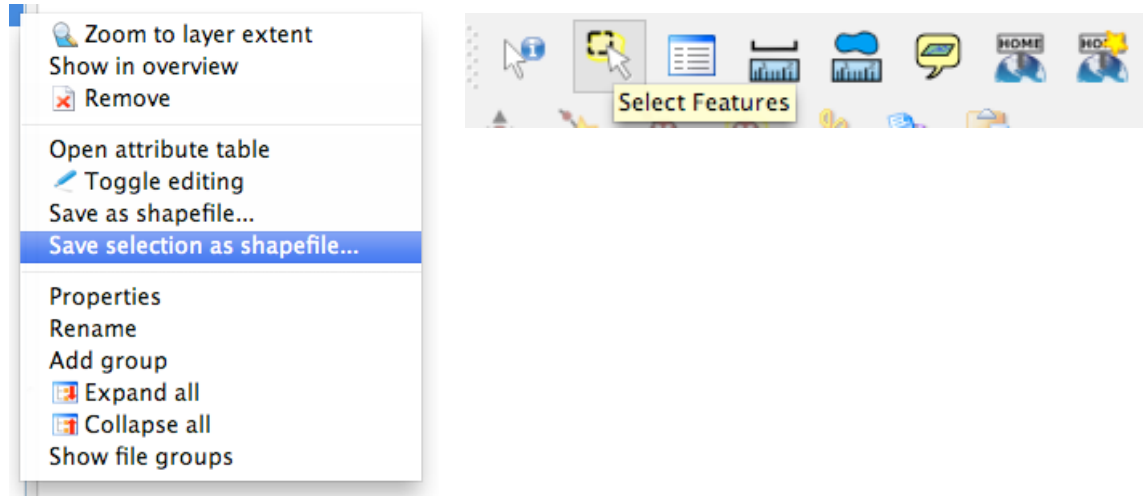 Zoom to layer extent
Show in overview
Remove
Open attribute table
Toggle editing
Save as shapefile...
Save selection as shapefile...
Properties
Rename
Add group
Expand all
Collapse all
Show file groups
HOME
Select Features